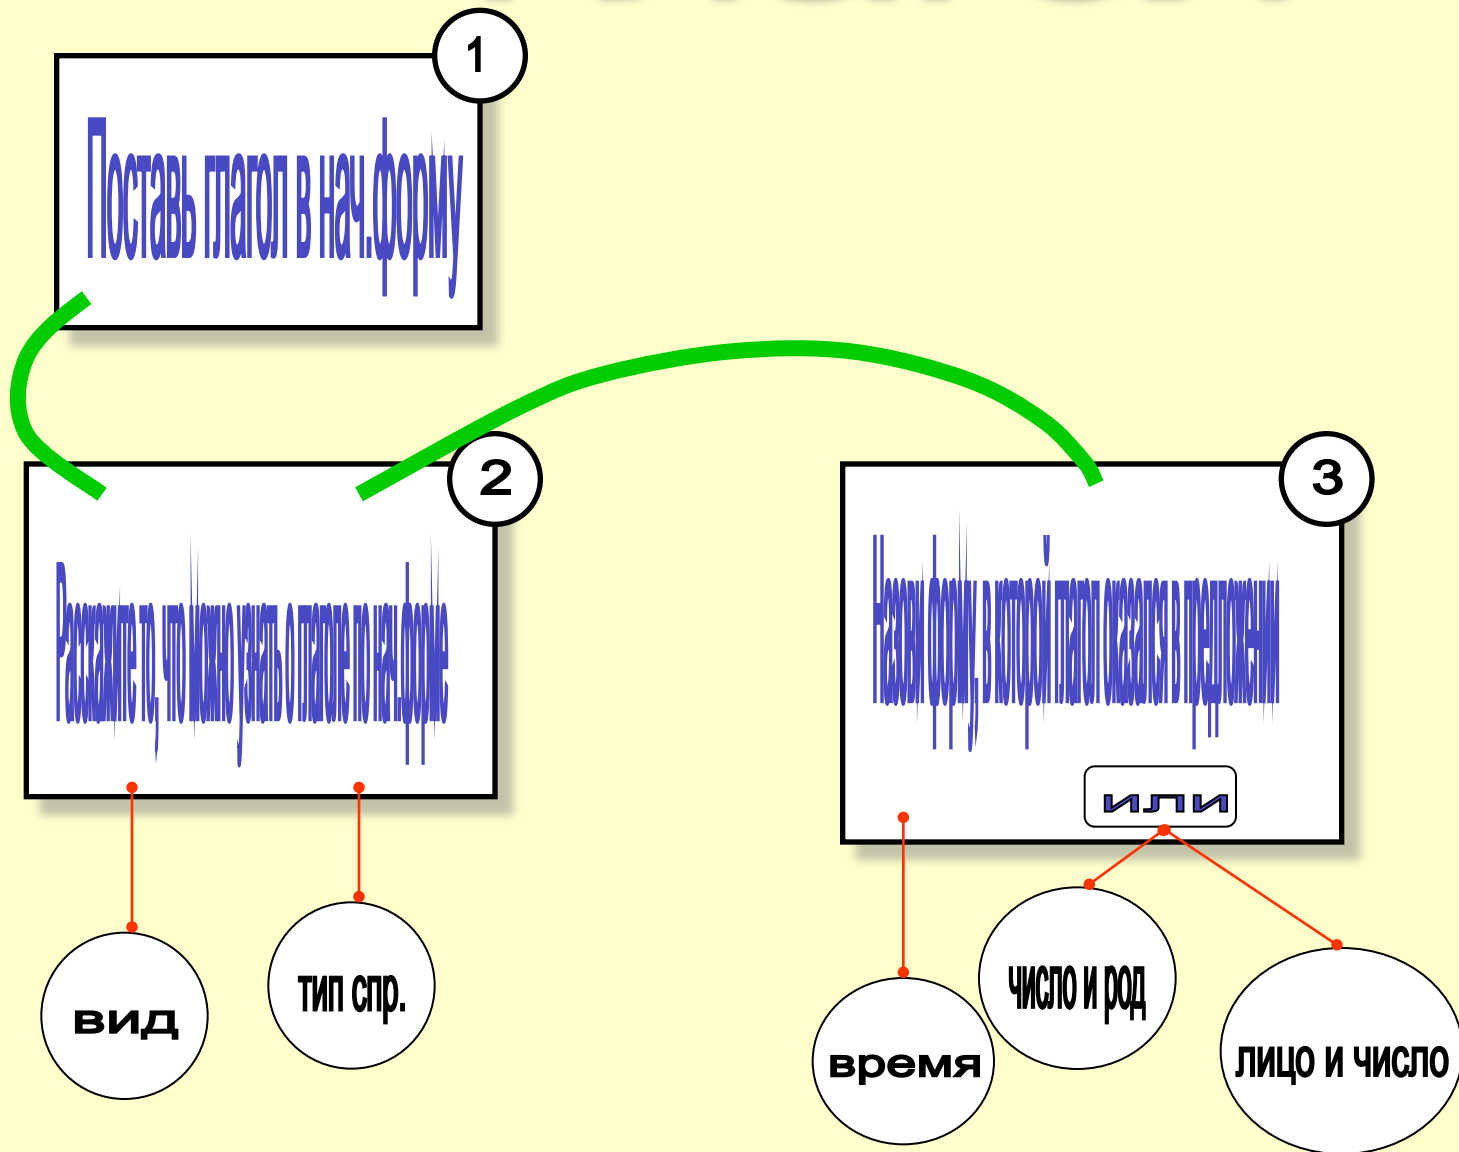 1
Поставь глагол в нач.форму
2
Расскажите то, что можно узнать о глаголе по нач.форме
3
Назови форму, в которой глагол оказался в предложении
или
вид
тип спр.
время
число и род
лицо и число